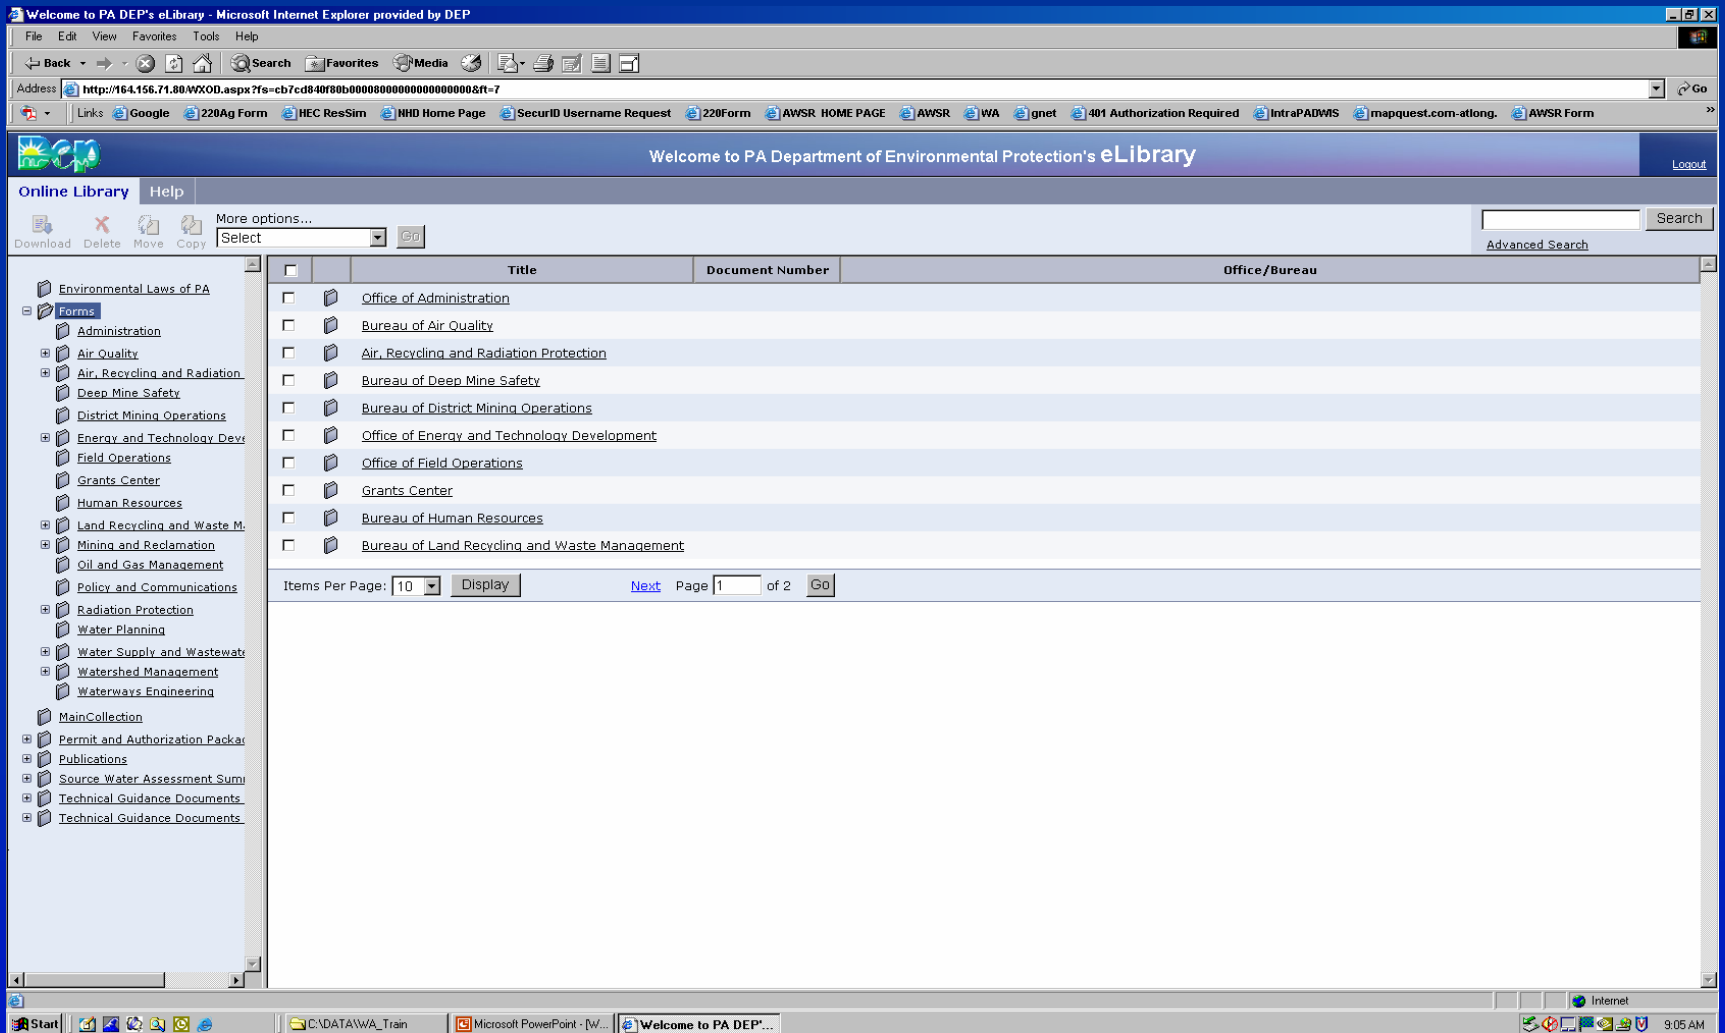 Welcome to PA DEP's eLibrary - Microsoft Internet Explorer provided by DEP
File Edit View Favorites Tools Help
Back Search Favorites Media
Address http://164.156.71.80/WXOD.aspx?fs=cb7cd840f80b00008000000000000000&ft=7 Go
Links Google 220Ag Form HEC ResSim NHD Home Page SecurID Username Request 220Form AWSR HOME PAGE AWSR WA gnet 401 Authorization Required IntraPADWIS mapquest.com-atlong. AWSR Form »
dep Welcome to PA Department of Environmental Protection's eLibrary Logout
Online Library Help
More options...
Download Delete Move Copy Select Go Search
Advanced Search
Title Document Number Office/Bureau
Environmental Laws of PA
Forms
Administration
Air Quality
Air, Recycling and Radiation
Deep Mine Safety
District Mining Operations
Energy and Technology Deve
Field Operations
Grants Center
Human Resources
Land Recycling and Waste M
Mining and Reclamation
Oil and Gas Management
Policy and Communications
Radiation Protection
Water Planning
Water Supply and Wastewate
Watershed Management
Waterways Engineering
MainCollection
Permit and Authorization Packag
Publications
Source Water Assessment Summ
Technical Guidance Documents
Technical Guidance Documents
Office of Administration
Bureau of Air Quality
Air, Recycling and Radiation Protection
Bureau of Deep Mine Safety
Bureau of District Mining Operations
Office of Energy and Technology Development
Office of Field Operations
Grants Center
Bureau of Human Resources
Bureau of Land Recycling and Waste Management
Items Per Page: 10 Display Next Page 1 of 2 Go
Internet
Start C:\DATA\WA_Train Microsoft PowerPoint - [W... Welcome to PA DEP'... 9:05 AM